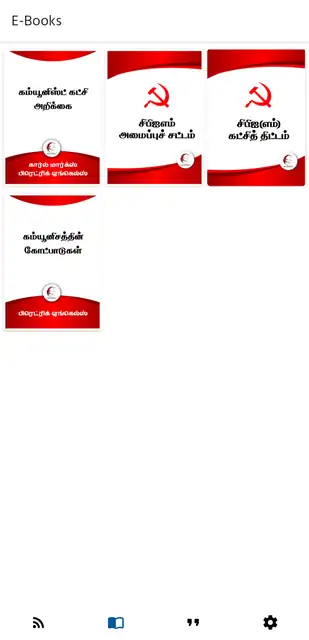 E-Books
கம்யூனிஸ்ட் கட்சி
அறிக்கை
கார்ல் மார்க்ஸ்
பிரெட்ரிக் ஏங்கெல்ஸ்
சிபிஐஎம்
அமைப்புச் சட்டம்
சிபிஐ(எம்)
கட்சித் திட்டம்
கம்யூனிசத்தின்
கோட்பாடுகள்
பிரெட்ரிக் ஏங்கெல்ஸ்